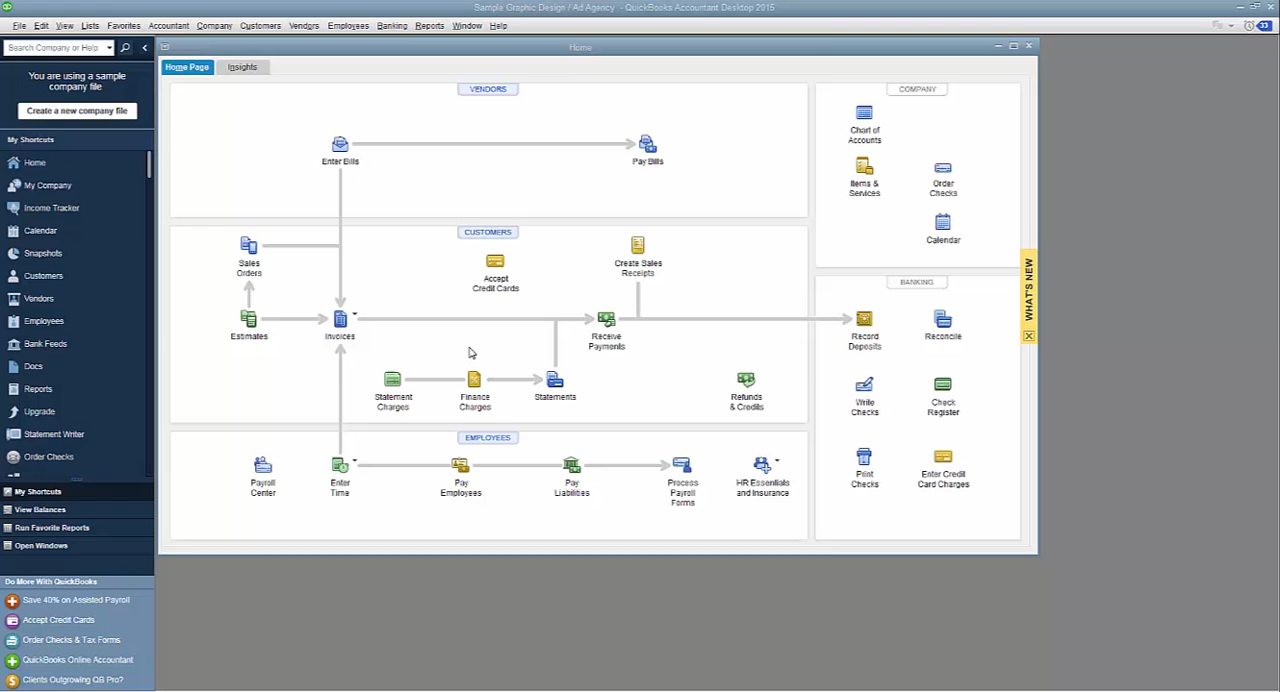 Sample Graphic Design / Ad Agency - QuickBooks Accountant Desktop 2015
File Edit View Lists Favorites Accountant Company Customers Vendors Employees Banking Reports Window Help
33
Search Company or Help
Home
You are using a sample
company file
Create a new company file
My Shortcuts
Home
My Company
Income Tracker
Calendar
Snapshots
Customers
Vendors
Employees
Bank Feeds
Docs
Reports
Upgrade
Statement Writer
Order Checks
My Shortcuts
View Balances
Run Favorite Reports
Open Windows
Do More With QuickBooks
Save 40% on Assisted Payroll
Accept Credit Cards
Order Checks & Tax Forms
QuickBooks Online Accountant
Clients Outgrowing QB Pro?
Home Page Insights
VENDORS
Enter Bills
Pay Bills
CUSTOMERS
Sales
Orders
Accept
Credit Cards
Create Sales
Receipts
Estimates
Invoices
Receive
Payments
Statement
Charges
Finance
Charges
Statements
Refunds
& Credits
EMPLOYEES
Payroll
Center
Enter
Time
Pay
Employees
Pay
Liabilities
Process
Payroll
Forms
HR Essentials
and Insurance
COMPANY
Chart of
Accounts
Items &
Services
Order
Checks
Calendar
BANKING
Record
Deposits
Reconcile
Write
Checks
Check
Register
Print
Checks
Enter Credit
Card Charges
WHAT'S NEW